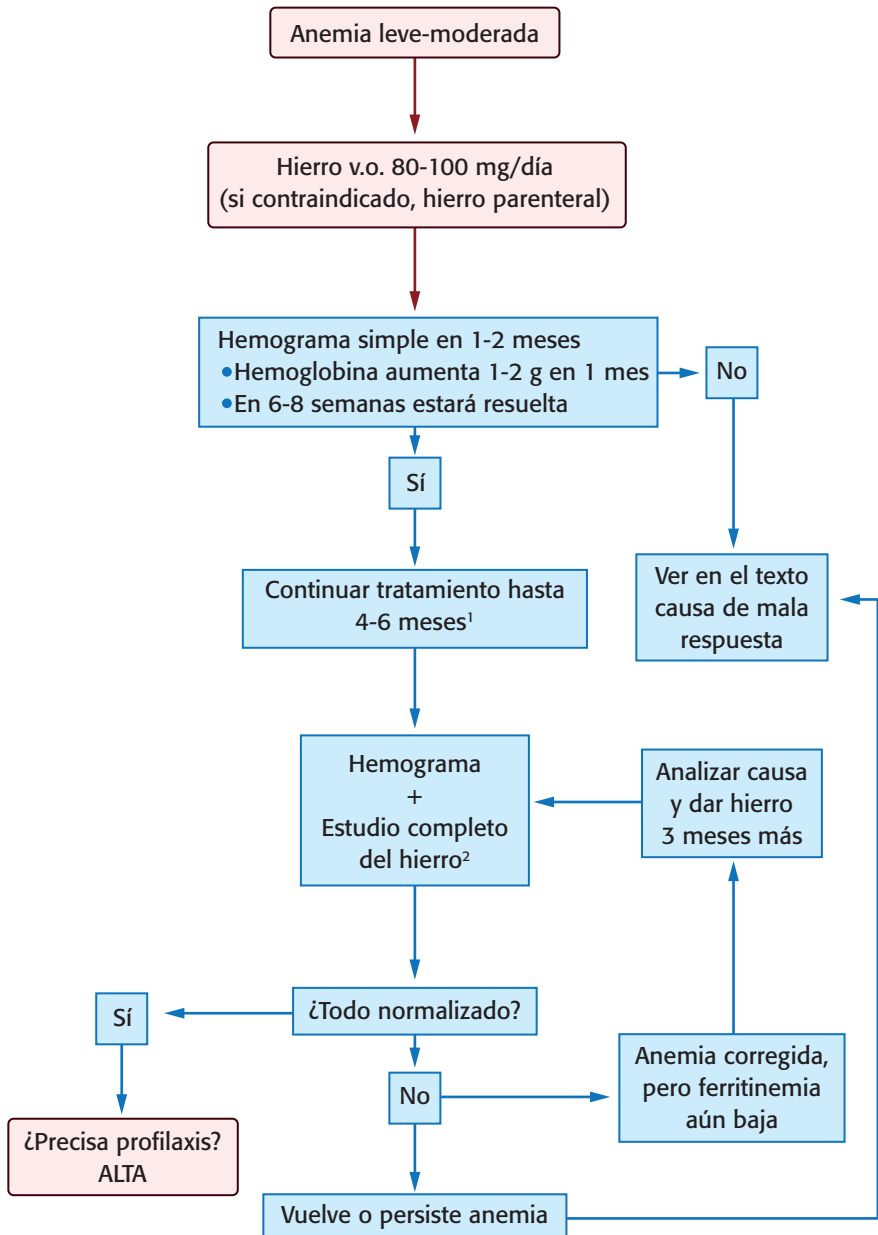 Anemia leve-moderada
Hierro v.o. 80-100 mg/día
(si contraindicado, hierro parenteral)
Hemograma simple en 1-2 meses
•Hemoglobina aumenta 1-2 g en 1 mes
•En 6-8 semanas estará resuelta
No
Sí
Continuar tratamiento hasta
4-6 meses¹
Ver en el texto
causa de mala
respuesta
Hemograma
+
Estudio completo
del hierro²
Analizar causa
y dar hierro
3 meses más
¿Todo normalizado?
Sí
No
Anemia corregida,
pero ferritinemia
aún baja
¿Precisa profilaxis?
ALTA
Vuelve o persiste anemia